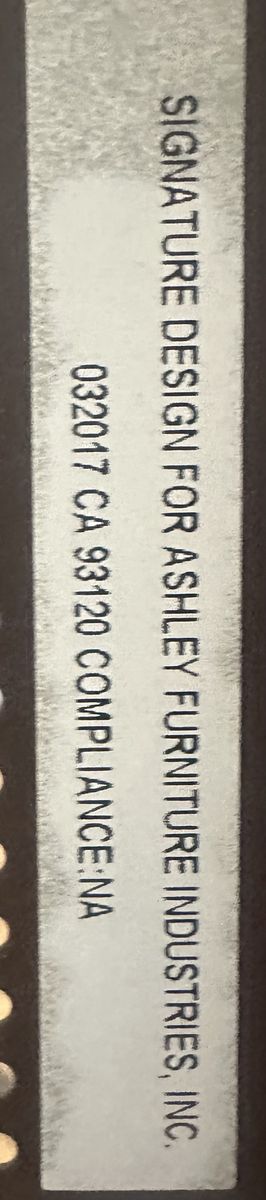 SIGNATURE DESIGN FOR ASHLEY FURNITURE INDUSTRIES, INC.
032017 CA 93120 COMPLIANCE:NA